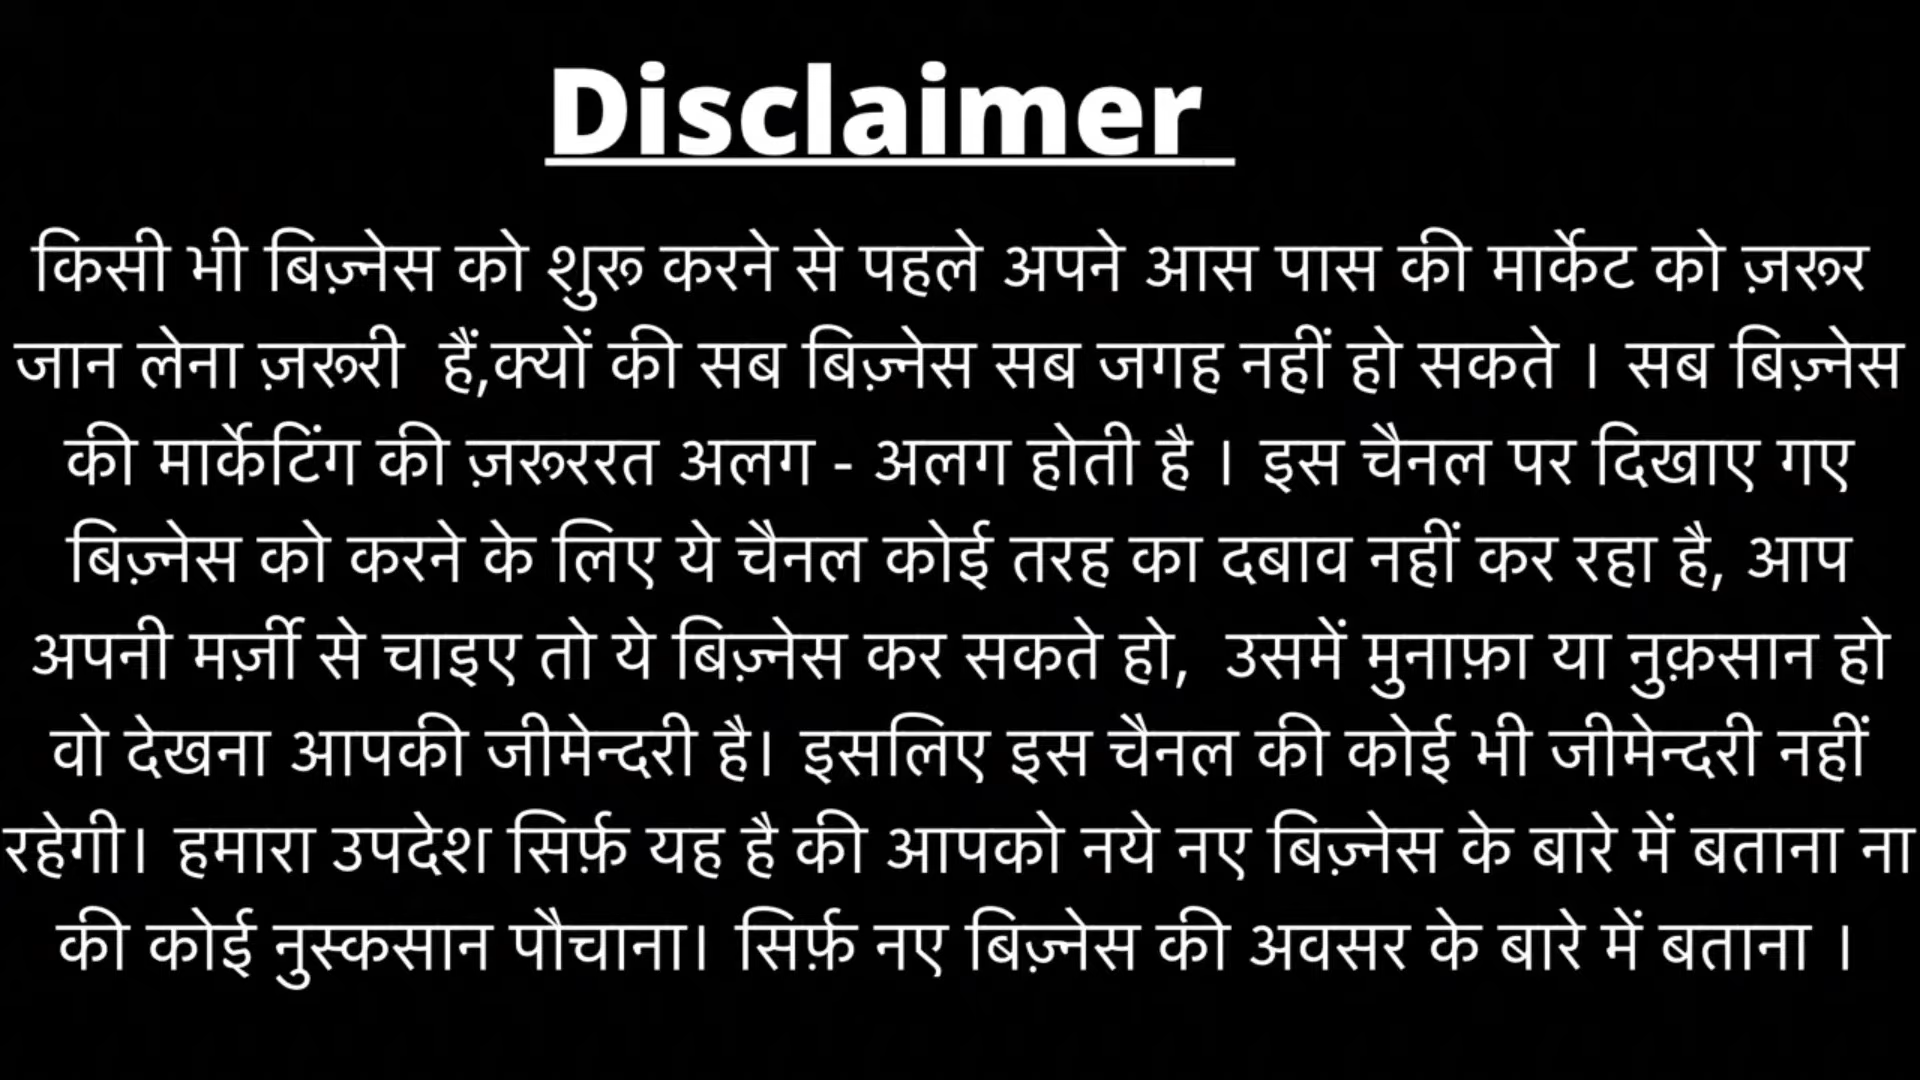 Disclaimer
किसी भी बिज़्नेस को शुरू करने से पहले अपने आस पास की मार्केट को ज़रूर
जान लेना ज़रूरी हैं,क्यों की सब बिज़्नेस सब जगह नहीं हो सकते । सब बिज़्नेस
की मार्केटिंग की ज़रूररत अलग - अलग होती है । इस चैनल पर दिखाए गए
बिज़्नेस को करने के लिए ये चैनल कोई तरह का दबाव नहीं कर रहा है, आप
अपनी मर्ज़ी से चाइए तो ये बिज़्नेस कर सकते हो, उसमें मुनाफ़ा या नुक़सान हो
वो देखना आपकी जीमेन्दरी है। इसलिए इस चैनल की कोई भी जीमेन्दरी नहीं
रहेगी। हमारा उपदेश सिर्फ़ यह है की आपको नये नए बिज़्नेस के बारे में बताना ना
की कोई नुस्कसान पौचाना। सिर्फ़ नए बिज़्नेस की अवसर के बारे में बताना ।